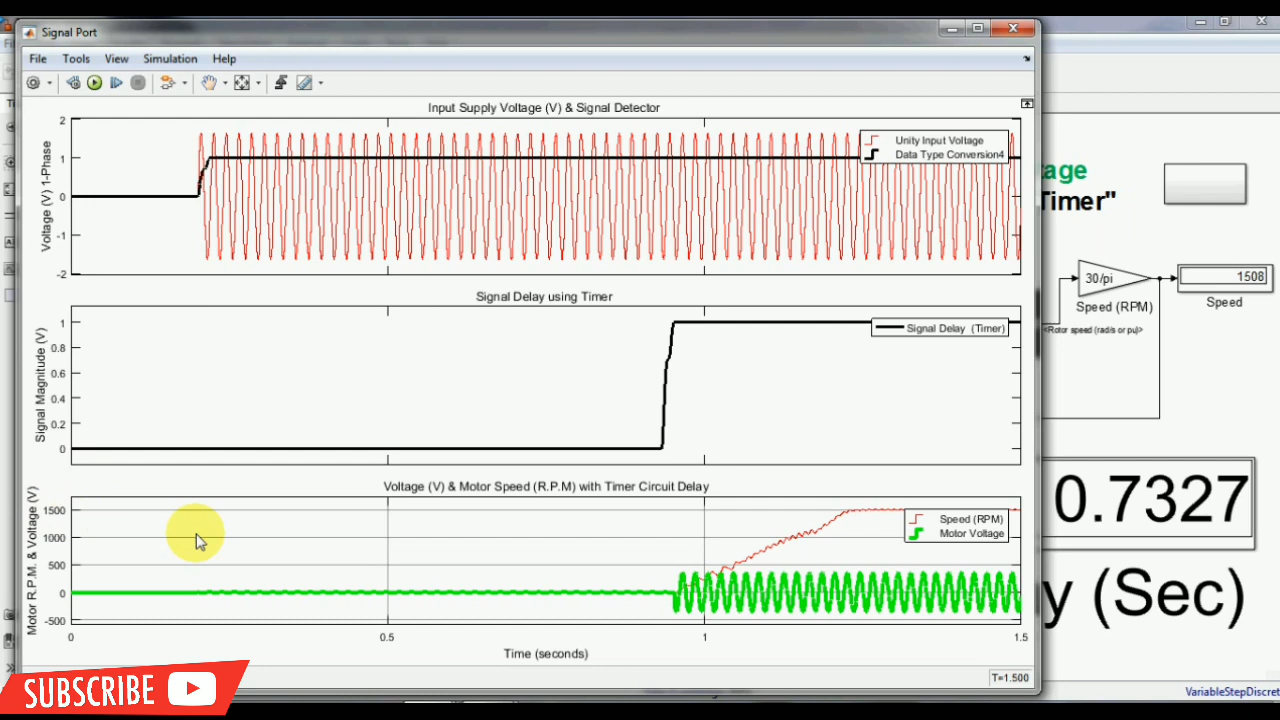 Signal Port
File Tools View Simulation Help
Input Supply Voltage (V) & Signal Detector
Voltage (V) 1-Phase
2
1
0
-1
-2
Unity Input Voltage
Data Type Conversion4
Signal Delay using Timer
Signal Magnitude (V)
1
0.8
0.6
0.4
0.2
0
Signal Delay (Timer)
Voltage (V) & Motor Speed (R.P.M) with Timer Circuit Delay
Motor R.P.M. & Voltage (V)
1500
1000
500
0
-500
Speed (RPM)
Motor Voltage
0 0.5 1 1.5
Time (seconds)
T=1.500
tage
Timer"
30/pi
1508
Speed (RPM)
Speed
<Rotor speed (rad/s or pu)>
0.7327
y (Sec)
VariableStepDiscret
SUBSCRIBE